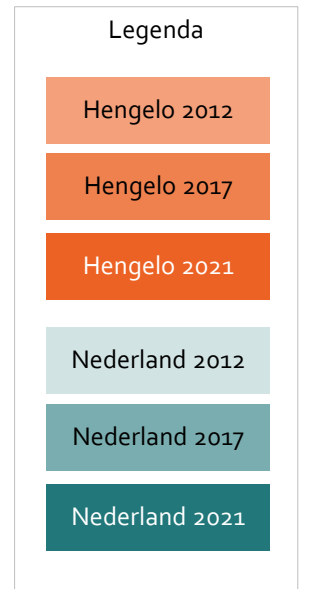 Legenda
Hengelo 2012
Hengelo 2017
Hengelo 2021
Nederland 2012
Nederland 2017
Nederland 2021